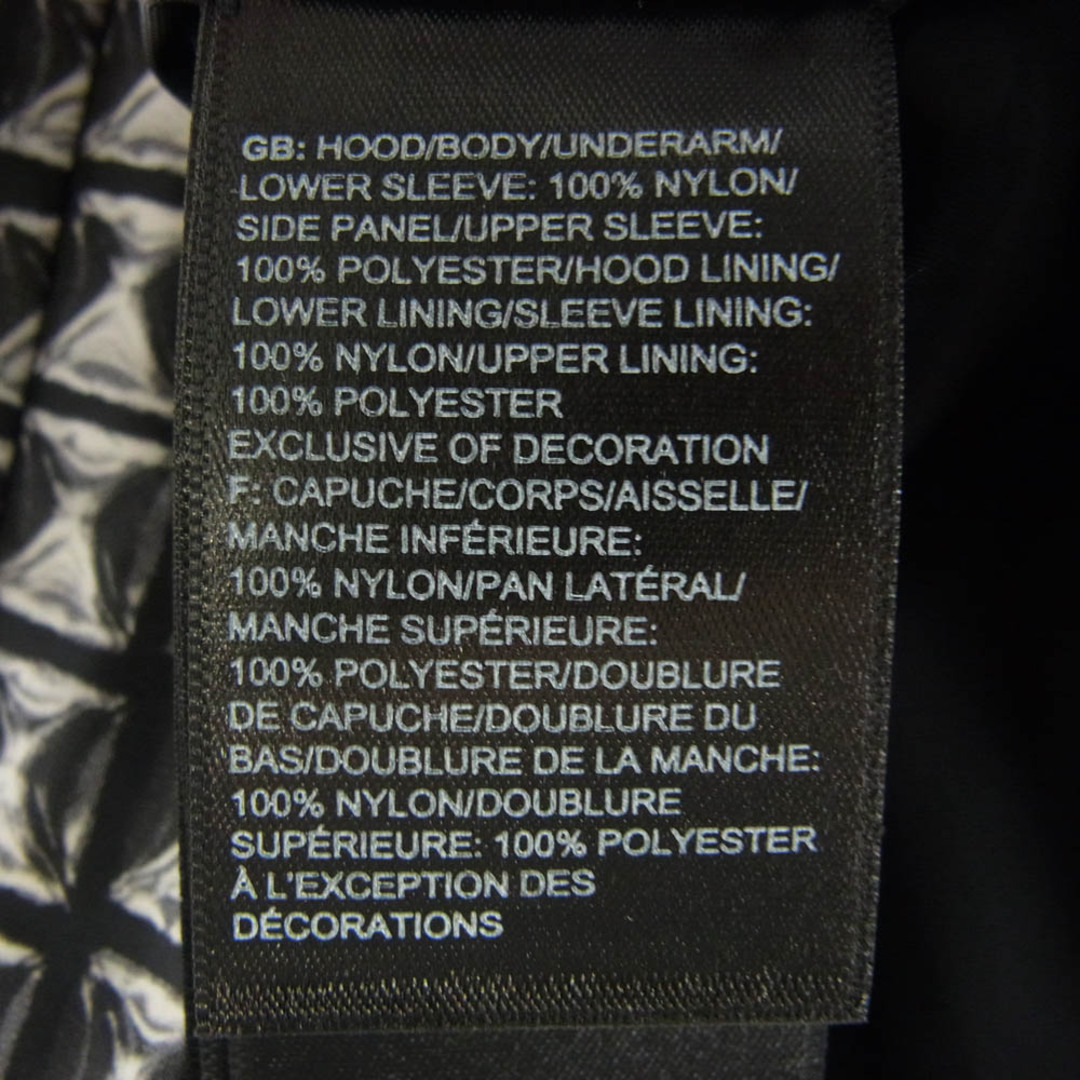 GB: HOOD/BODY/UNDERARM/
LOWER SLEEVE: 100% NYLON/
SIDE PANEL/UPPER SLEEVE:
100% POLYESTER/HOOD LINING/
LOWER LINING/SLEEVE LINING:
100% NYLON/UPPER LINING:
100% POLYESTER
EXCLUSIVE OF DECORATION
F: CAPUCHE/CORPS/AISSELLE/
MANCHE INFÉRIEURE:
100% NYLON/PAN LATÉRAL/
MANCHE SUPÉRIEURE:
100% POLYESTER/DOUBLURE
DE CAPUCHE/DOUBLURE DU
BAS/DOUBLURE DE LA MANCHE:
100% NYLON/DOUBLURE
SUPÉRIEURE: 100% POLYESTER
À L'EXCEPTION DES
DÉCORATIONS